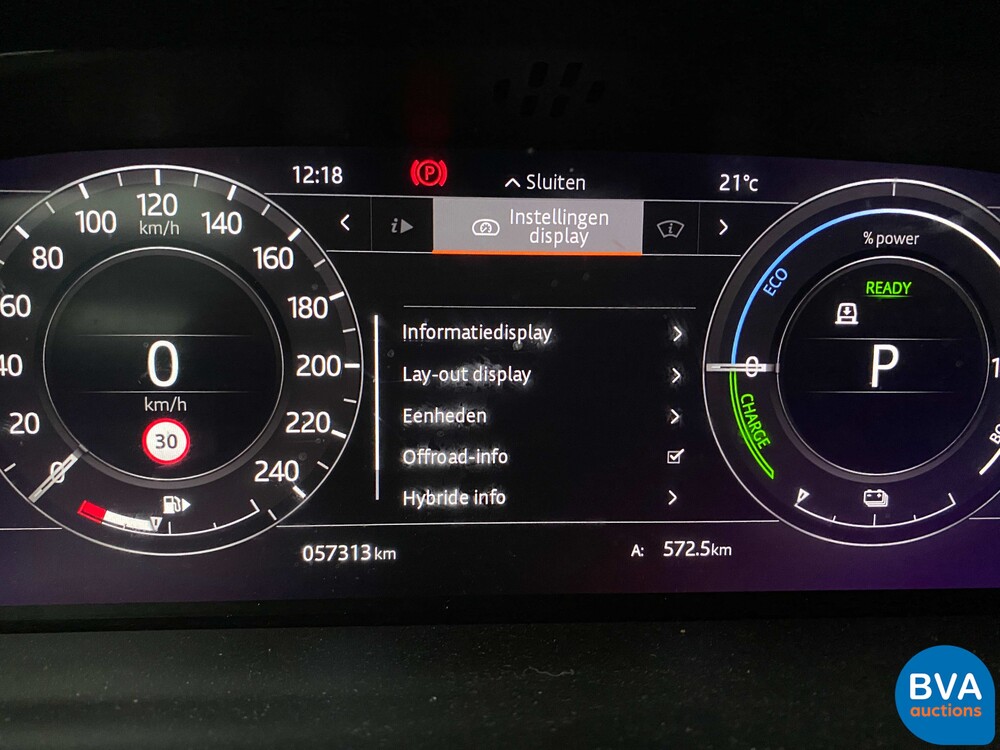 12:18
P
Sluiten
21°c
Instellingen
display
20
40
60
80
100
120
km/h
140
160
180
200
220
240
0
0
km/h
30
Informatiedisplay
Lay-out display
Eenheden
Offroad-info
Hybride info
057313 km
A: 572.5km
% power
ECO
READY
0
P
CHARGE
BVA
auctions